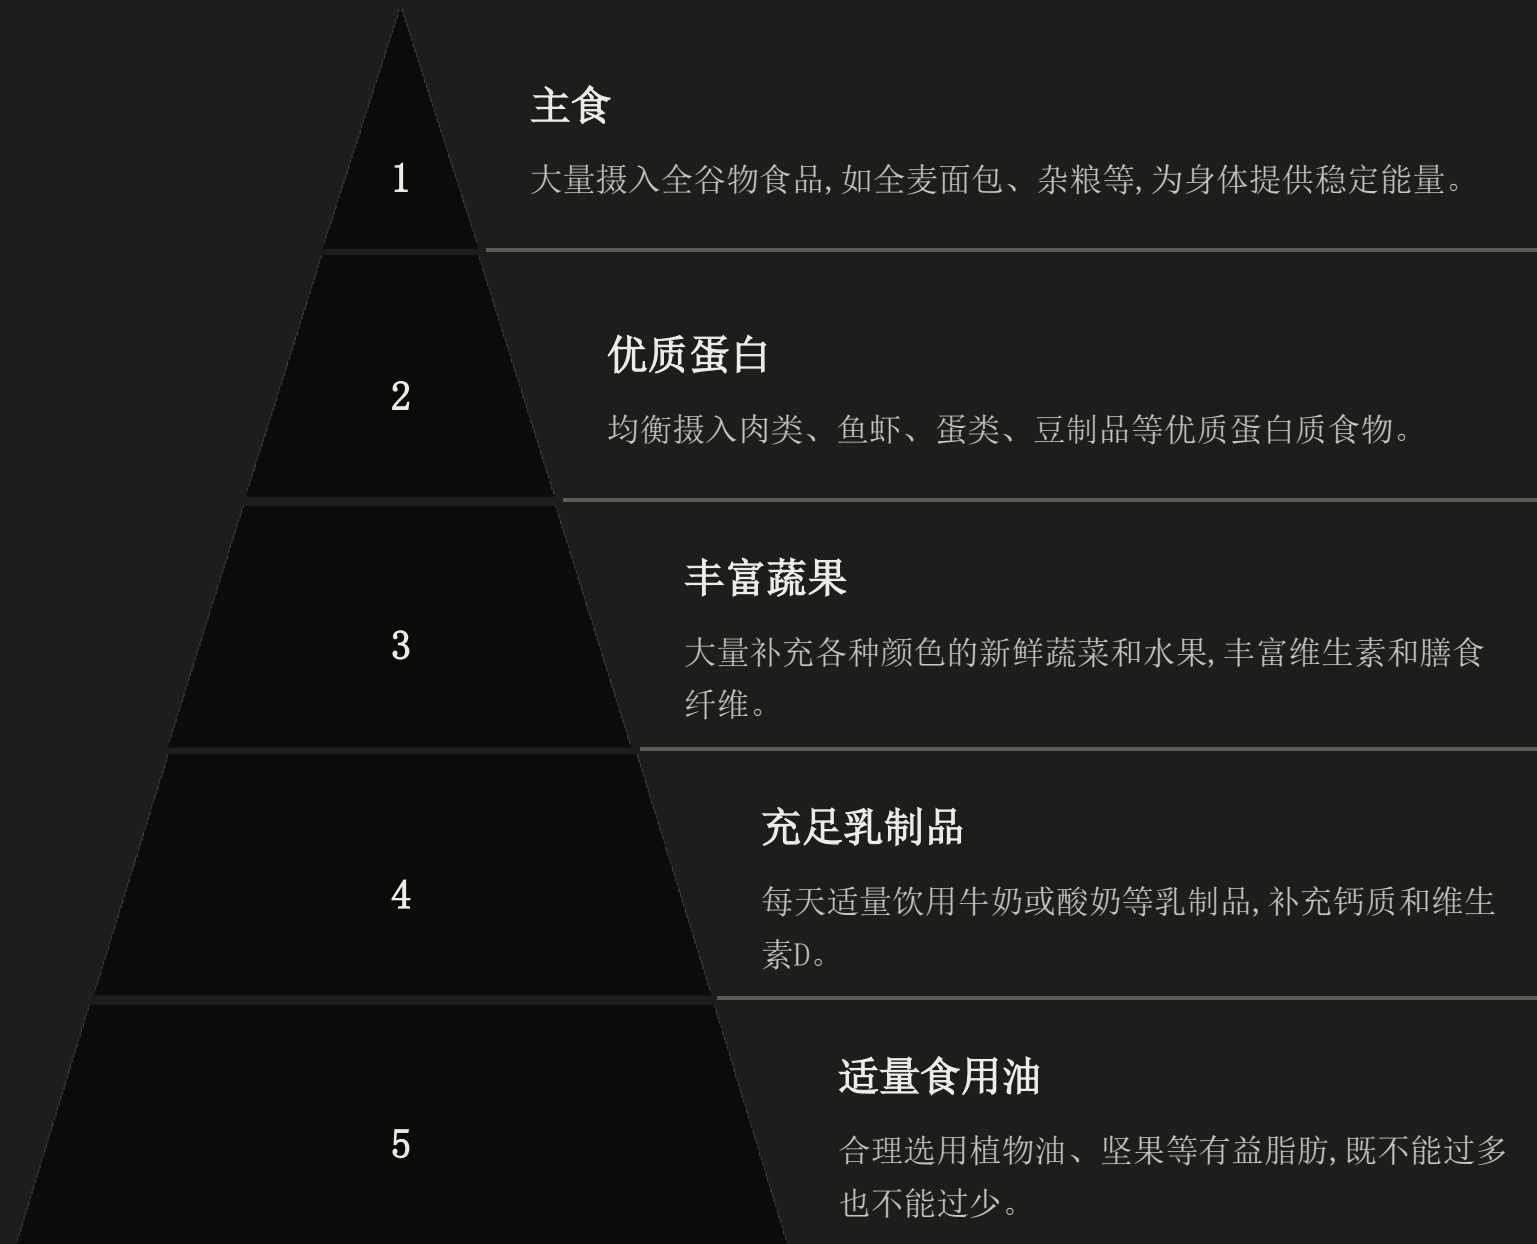 1
主食
大量摄入全谷物食品,如全麦面包、杂粮等,为身体提供稳定能量。
2
优质蛋白
均衡摄入肉类、鱼虾、蛋类、豆制品等优质蛋白质食物。
3
丰富蔬果
大量补充各种颜色的新鲜蔬菜和水果,丰富维生素和膳食
纤维。
4
充足乳制品
每天适量饮用牛奶或酸奶等乳制品,补充钙质和维生
素D。
5
适量食用油
合理选用植物油、坚果等有益脂肪,既不能过多
也不能过少。